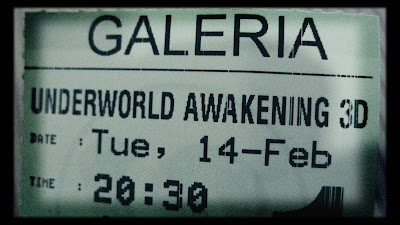 GALERIA
UNDERWORLD AWAKENING 3D
DATE : Tue, 14-Feb
TIME : 20:30